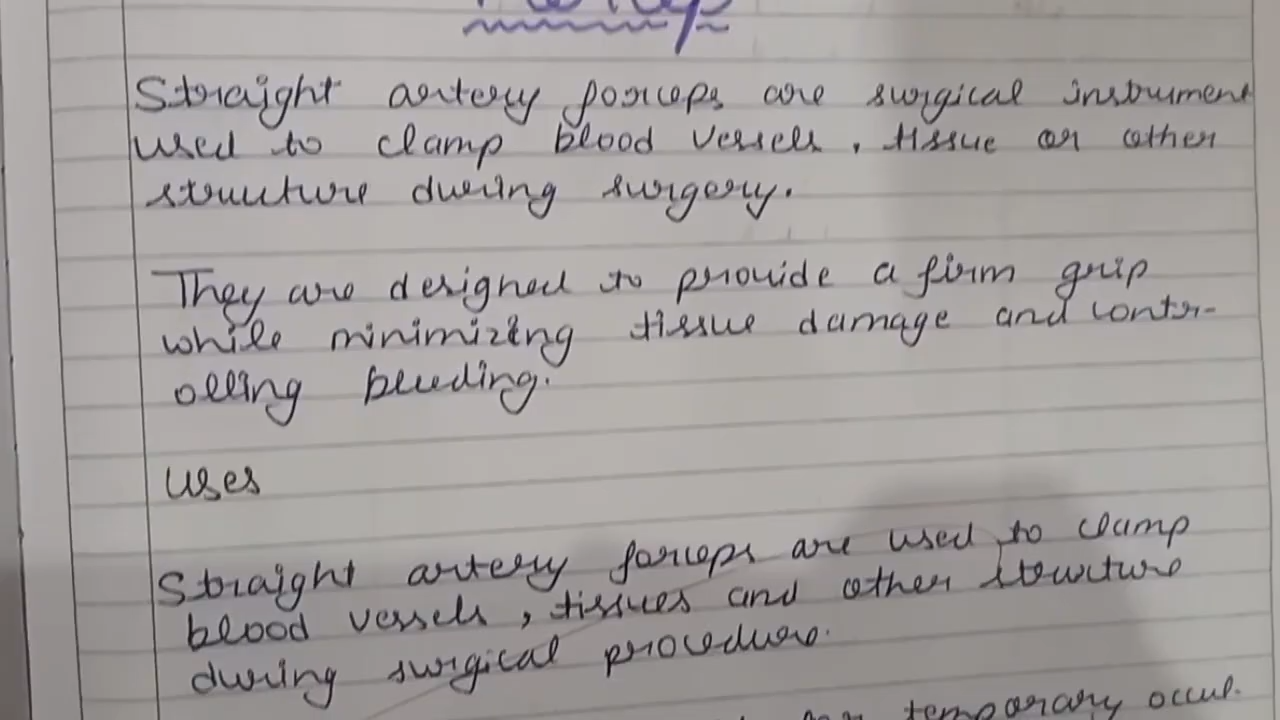 Straight artery forceps are surgical instrument
used to clamp blood vessels, tissue or other
structure during surgery.
They are designed to provide a firm grip
while minimizing tissue damage and contr-
olling bleeding.
Uses
Straight artery forceps are used to clamp
blood vessels, tissues and other structure
during surgical procedure.
temporary occul.